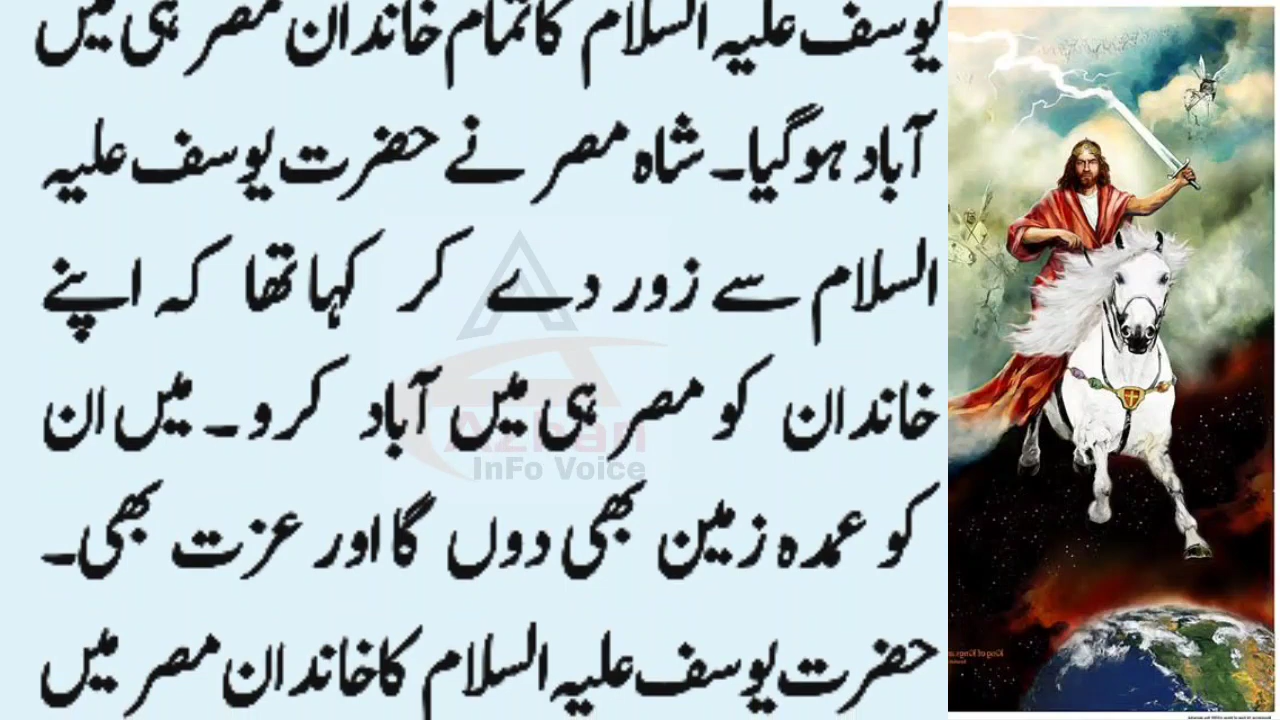 یوسف علیہ السلام کا تمام خاندان مصر ہی میں
آباد ہو گیا۔ شاہ مصر نے حضرت یوسف علیہ
السلام سے زور دے کر کہا تھا کہ اپنے
خاندان کو مصر ہی میں آباد کرو۔ میں ان
کو عمدہ زمین بھی دوں گا اور عزت بھی۔
حضرت یوسف علیہ السلام کا خاندان مصر میں
Azhan
InFo Voice